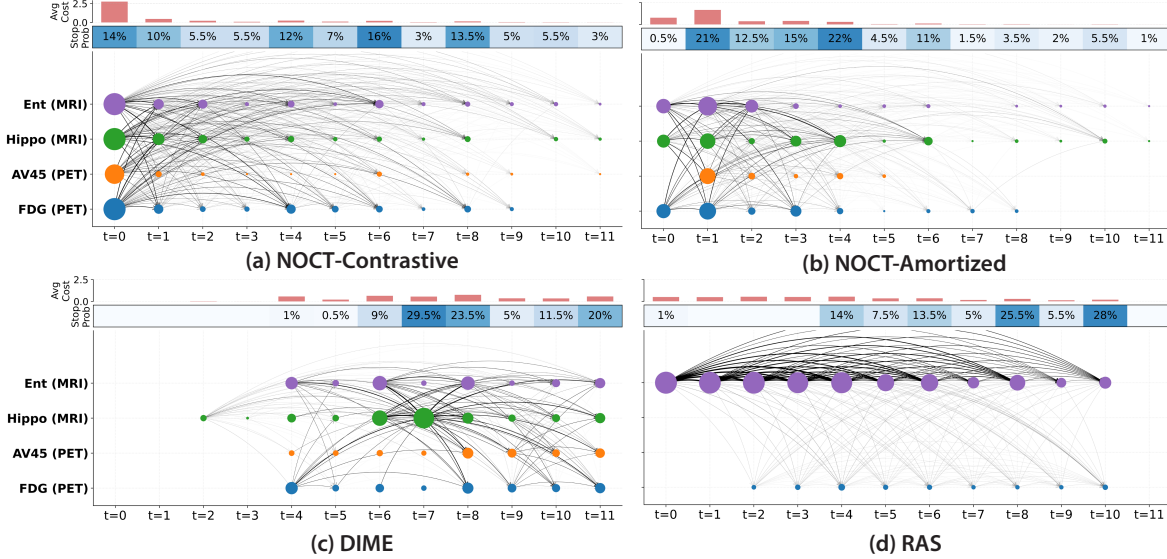 Avg Cost 2.5 0.0
Stop Prob 14% 10% 5.5% 5.5% 12% 7% 16% 3% 13.5% 5% 5.5% 3%
Ent (MRI)
Hippo (MRI)
AV45 (PET)
FDG (PET)
t=0 t=1 t=2 t=3 t=4 t=5 t=6 t=7 t=8 t=9 t=10 t=11
(a) NOCT-Contrastive
0.5% 21% 12.5% 15% 22% 4.5% 11% 1.5% 3.5% 2% 5.5% 1%
t=0 t=1 t=2 t=3 t=4 t=5 t=6 t=7 t=8 t=9 t=10 t=11
(b) NOCT-Amortized
Avg Cost 2.5 0.0
Stop Prob 1% 0.5% 9% 29.5% 23.5% 5% 11.5% 20%
Ent (MRI)
Hippo (MRI)
AV45 (PET)
FDG (PET)
t=0 t=1 t=2 t=3 t=4 t=5 t=6 t=7 t=8 t=9 t=10 t=11
(c) DIME
1% 14% 7.5% 13.5% 5% 25.5% 5.5% 28%
t=0 t=1 t=2 t=3 t=4 t=5 t=6 t=7 t=8 t=9 t=10 t=11
(d) RAS